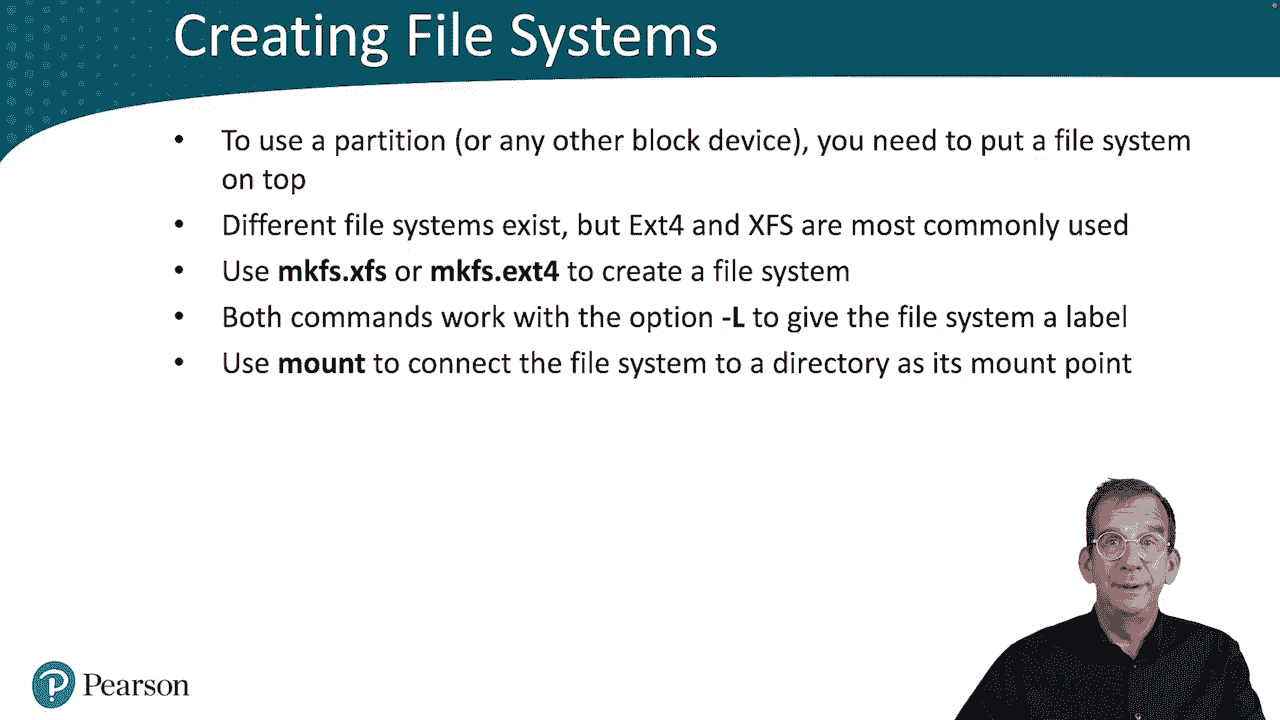 Creating File Systems
• To use a partition (or any other block device), you need to put a file system
on top
• Different file systems exist, but Ext4 and XFS are most commonly used
• Use mkfs.xfs or mkfs.ext4 to create a file system
• Both commands work with the option -L to give the file system a label
• Use mount to connect the file system to a directory as its mount point
Pearson